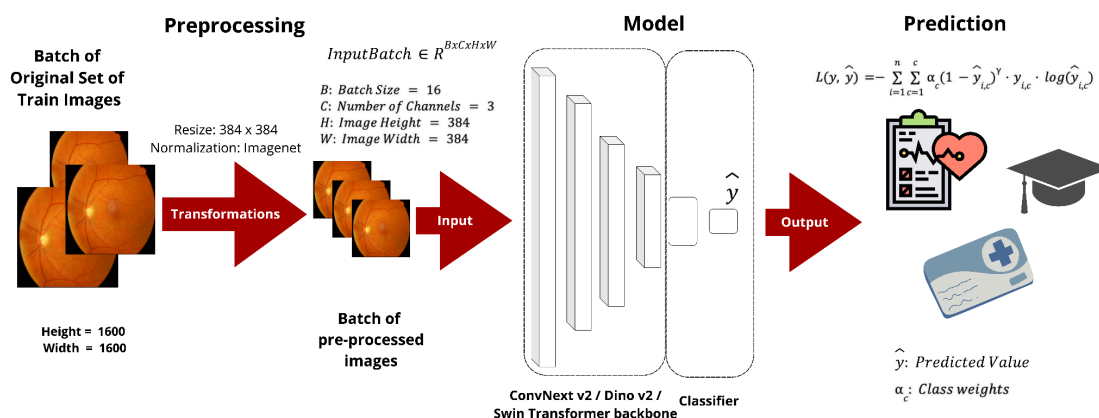 Preprocessing
Model
Prediction
Batch of
Original Set of
Train Images
Resize: 384 x 384
Normalization: Imagenet
InputBatch ∈ R^{BxCxHxW}
B: Batch Size = 16
C: Number of Channels = 3
H: Image Height = 384
W: Image Width = 384
L(y, ŷ) = − ∑_{i=1}^{n} ∑_{c=1}^{c} α_c(1 − ŷ_{i,c})^γ · y_{i,c} · log(ŷ_{i,c})
Transformations
Input
ŷ
Output
Height = 1600
Width = 1600
Batch of
pre-processed
images
ConvNext v2 / Dino v2 /
Swin Transformer backbone
Classifier
ŷ: Predicted Value
α_c: Class weights